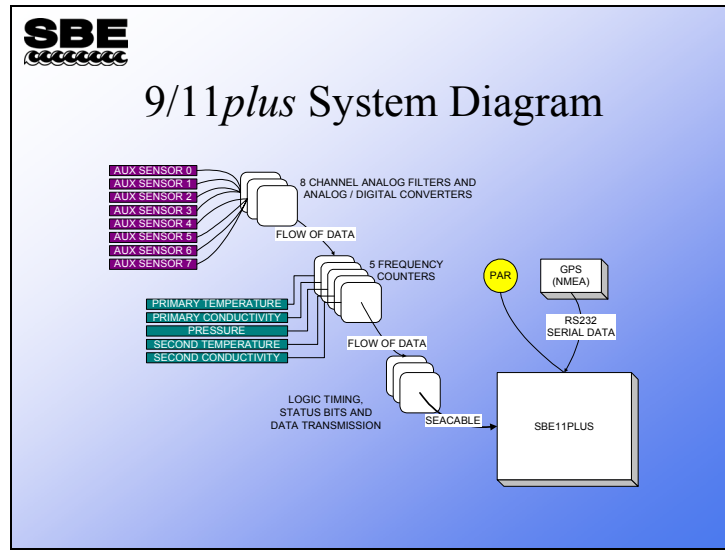 SBE
9/11plus System Diagram
AUX SENSOR 0
AUX SENSOR 1
AUX SENSOR 2
AUX SENSOR 3
AUX SENSOR 4
AUX SENSOR 5
AUX SENSOR 6
AUX SENSOR 7
8 CHANNEL ANALOG FILTERS AND
ANALOG / DIGITAL CONVERTERS
FLOW OF DATA
5 FREQUENCY
COUNTERS
PRIMARY TEMPERATURE
PRIMARY CONDUCTIVITY
PRESSURE
SECOND TEMPERATURE
SECOND CONDUCTIVITY
FLOW OF DATA
LOGIC TIMING,
STATUS BITS AND
DATA TRANSMISSION
SEACABLE
PAR
GPS
(NMEA)
RS232
SERIAL DATA
SBE11PLUS